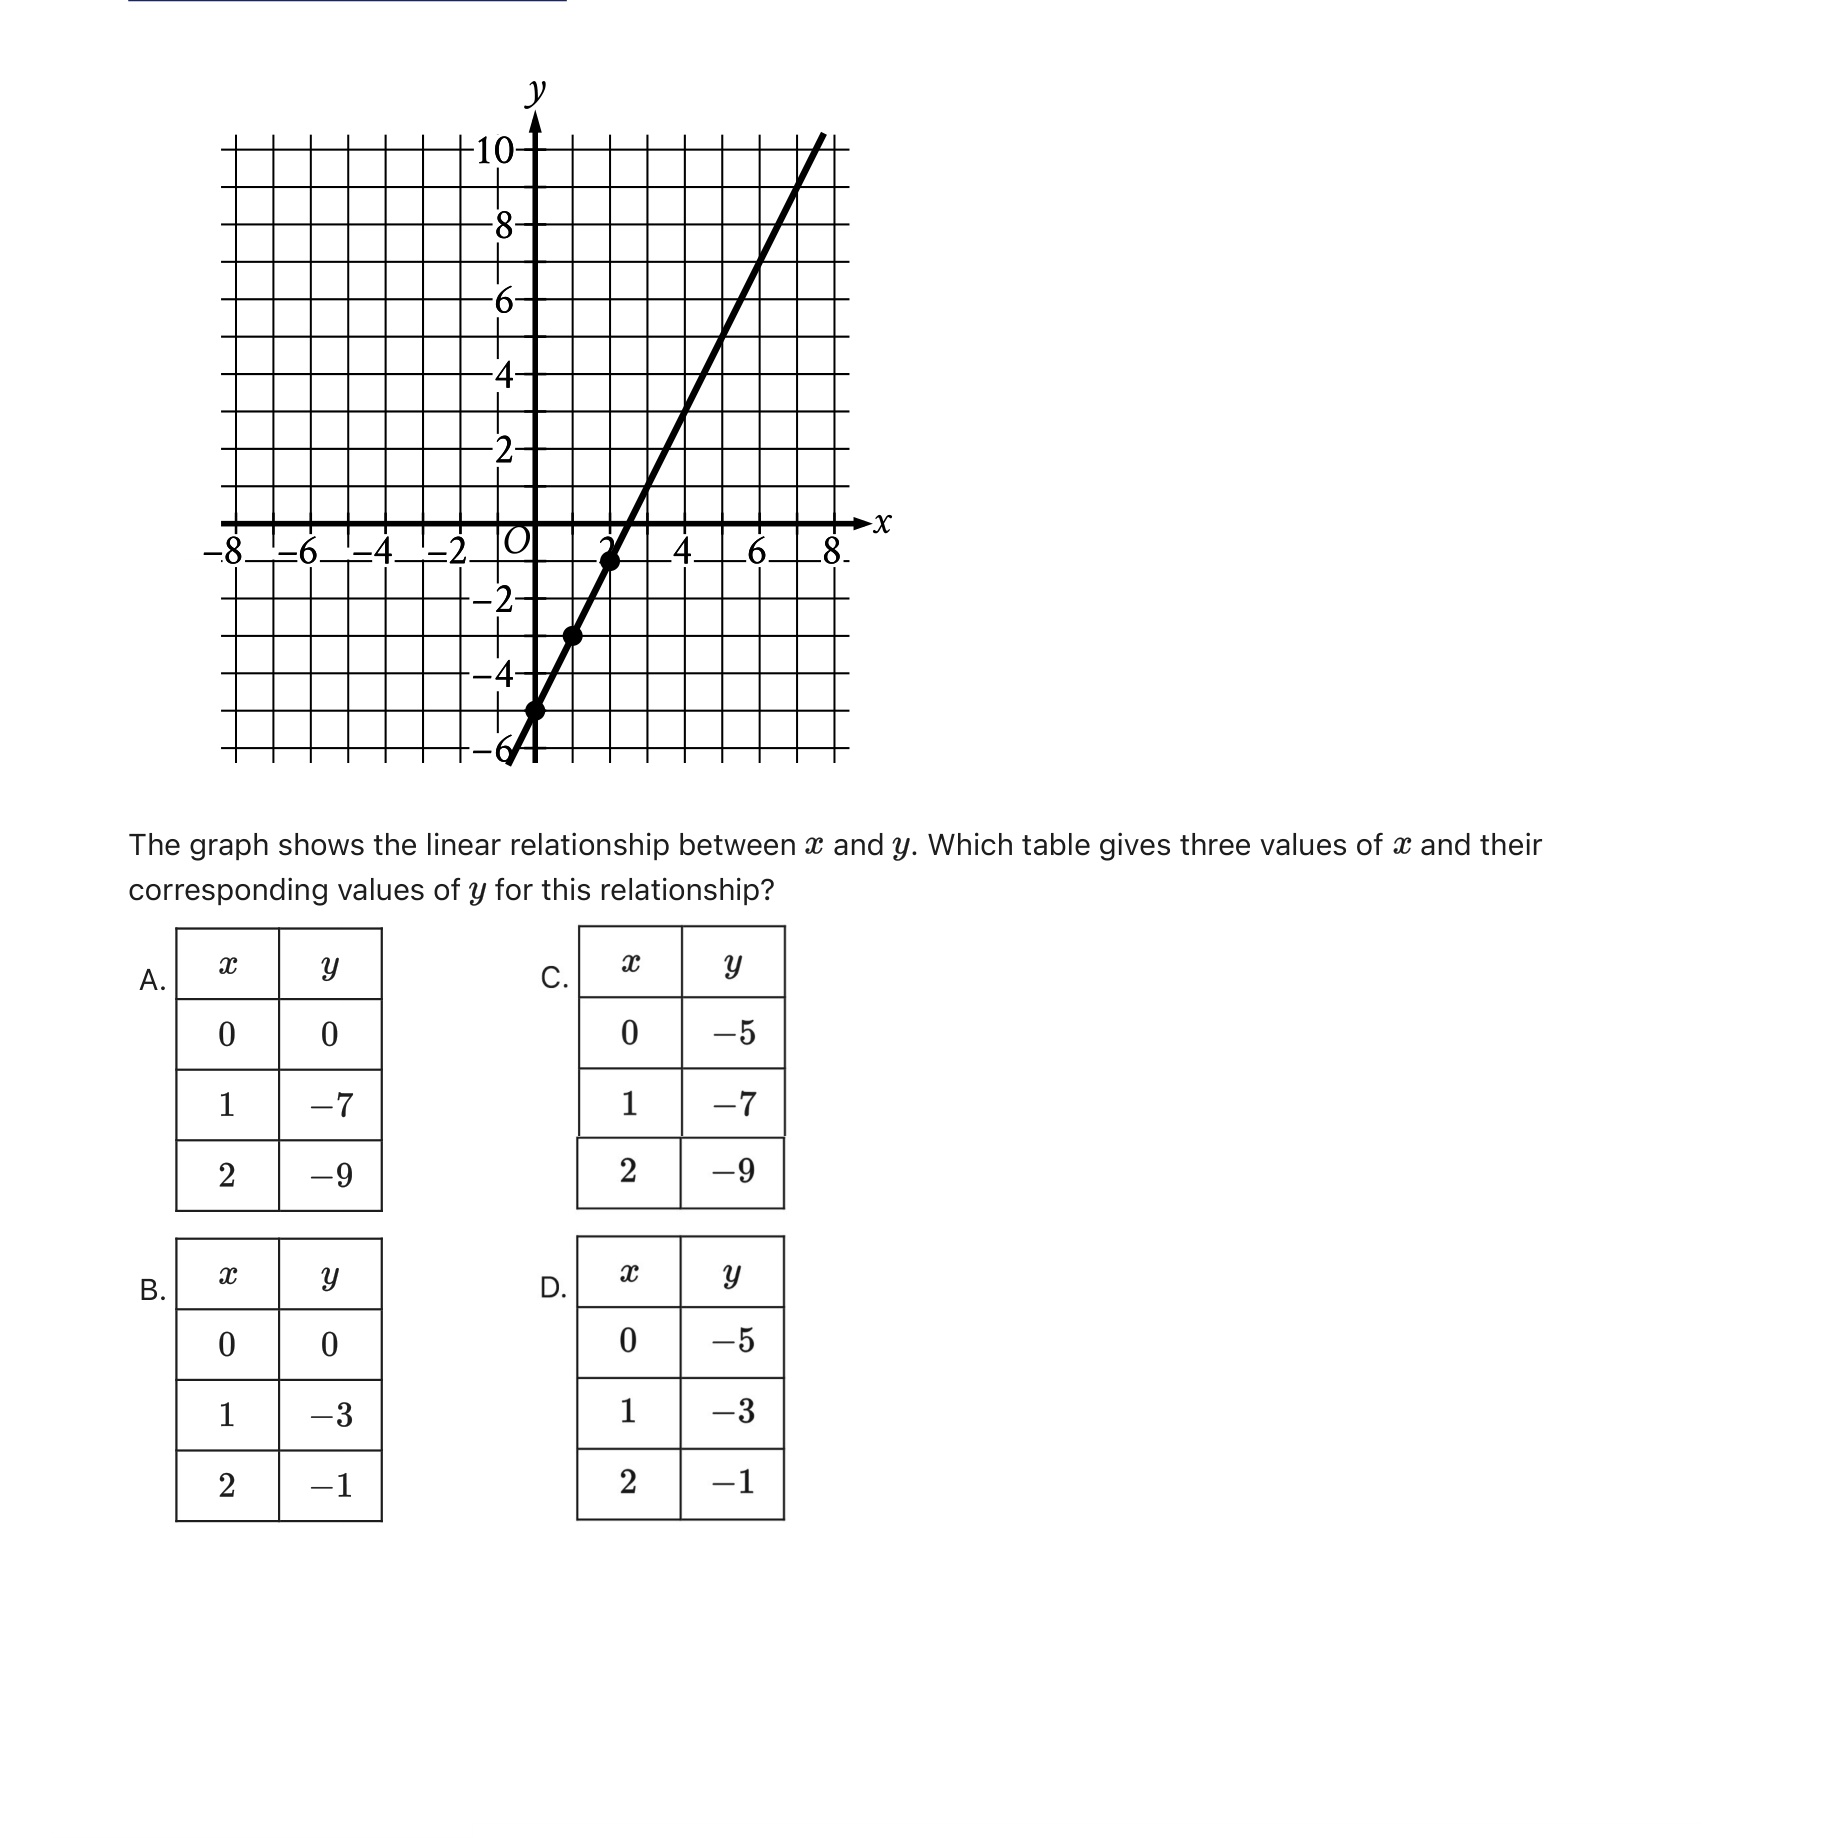 y
10
8
6
4
2
x
O
−8 −6 −4 −2 2 4 6 8
−2
−4
−6
The graph shows the linear relationship between x and y. Which table gives three values of x and their
corresponding values of y for this relationship?
A.
x y
0 0
1 −7
2 −9
C.
x y
0 −5
1 −7
2 −9
B.
x y
0 0
1 −3
2 −1
D.
x y
0 −5
1 −3
2 −1